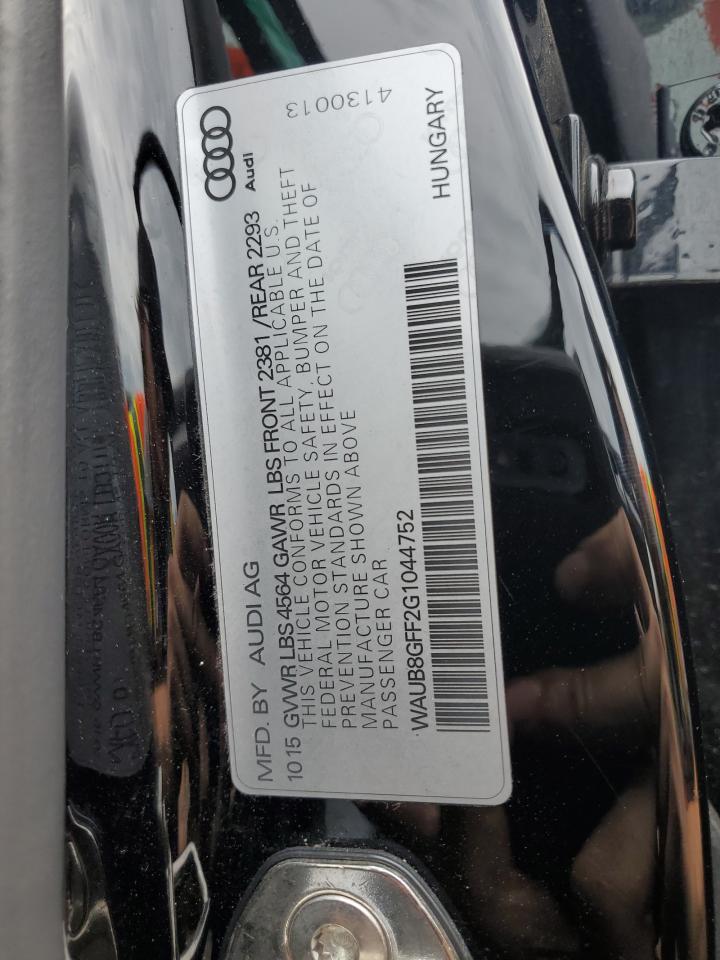 MFD. BY AUDI AG
Audi
4130013
10 15 GVWR LBS 4564 GAWR LBS FRONT 2381 / REAR 2293
THIS VEHICLE CONFORMS TO ALL APPLICABLE U.S.
FEDERAL MOTOR VEHICLE SAFETY, BUMPER AND THEFT
PREVENTION STANDARDS IN EFFECT ON THE DATE OF
MANUFACTURE SHOWN ABOVE
PASSENGER CAR
HUNGARY
WAUB8GFF2G1044752